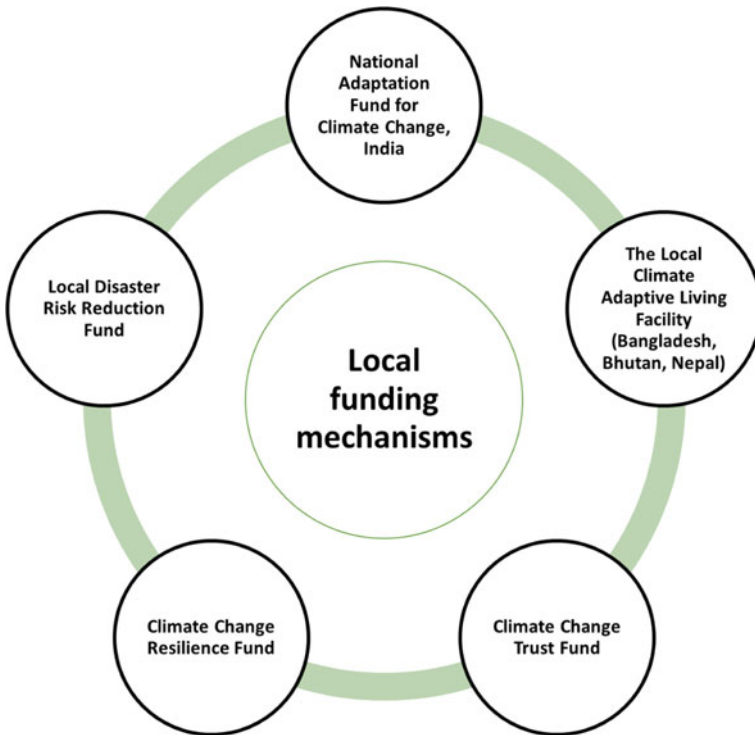 National
Adaptation
Fund for
Climate Change,
India
The Local
Climate
Adaptive Living
Facility
(Bangladesh,
Bhutan, Nepal)
Climate Change
Trust Fund
Climate Change
Resilience Fund
Local Disaster
Risk Reduction
Fund
Local
funding
mechanisms